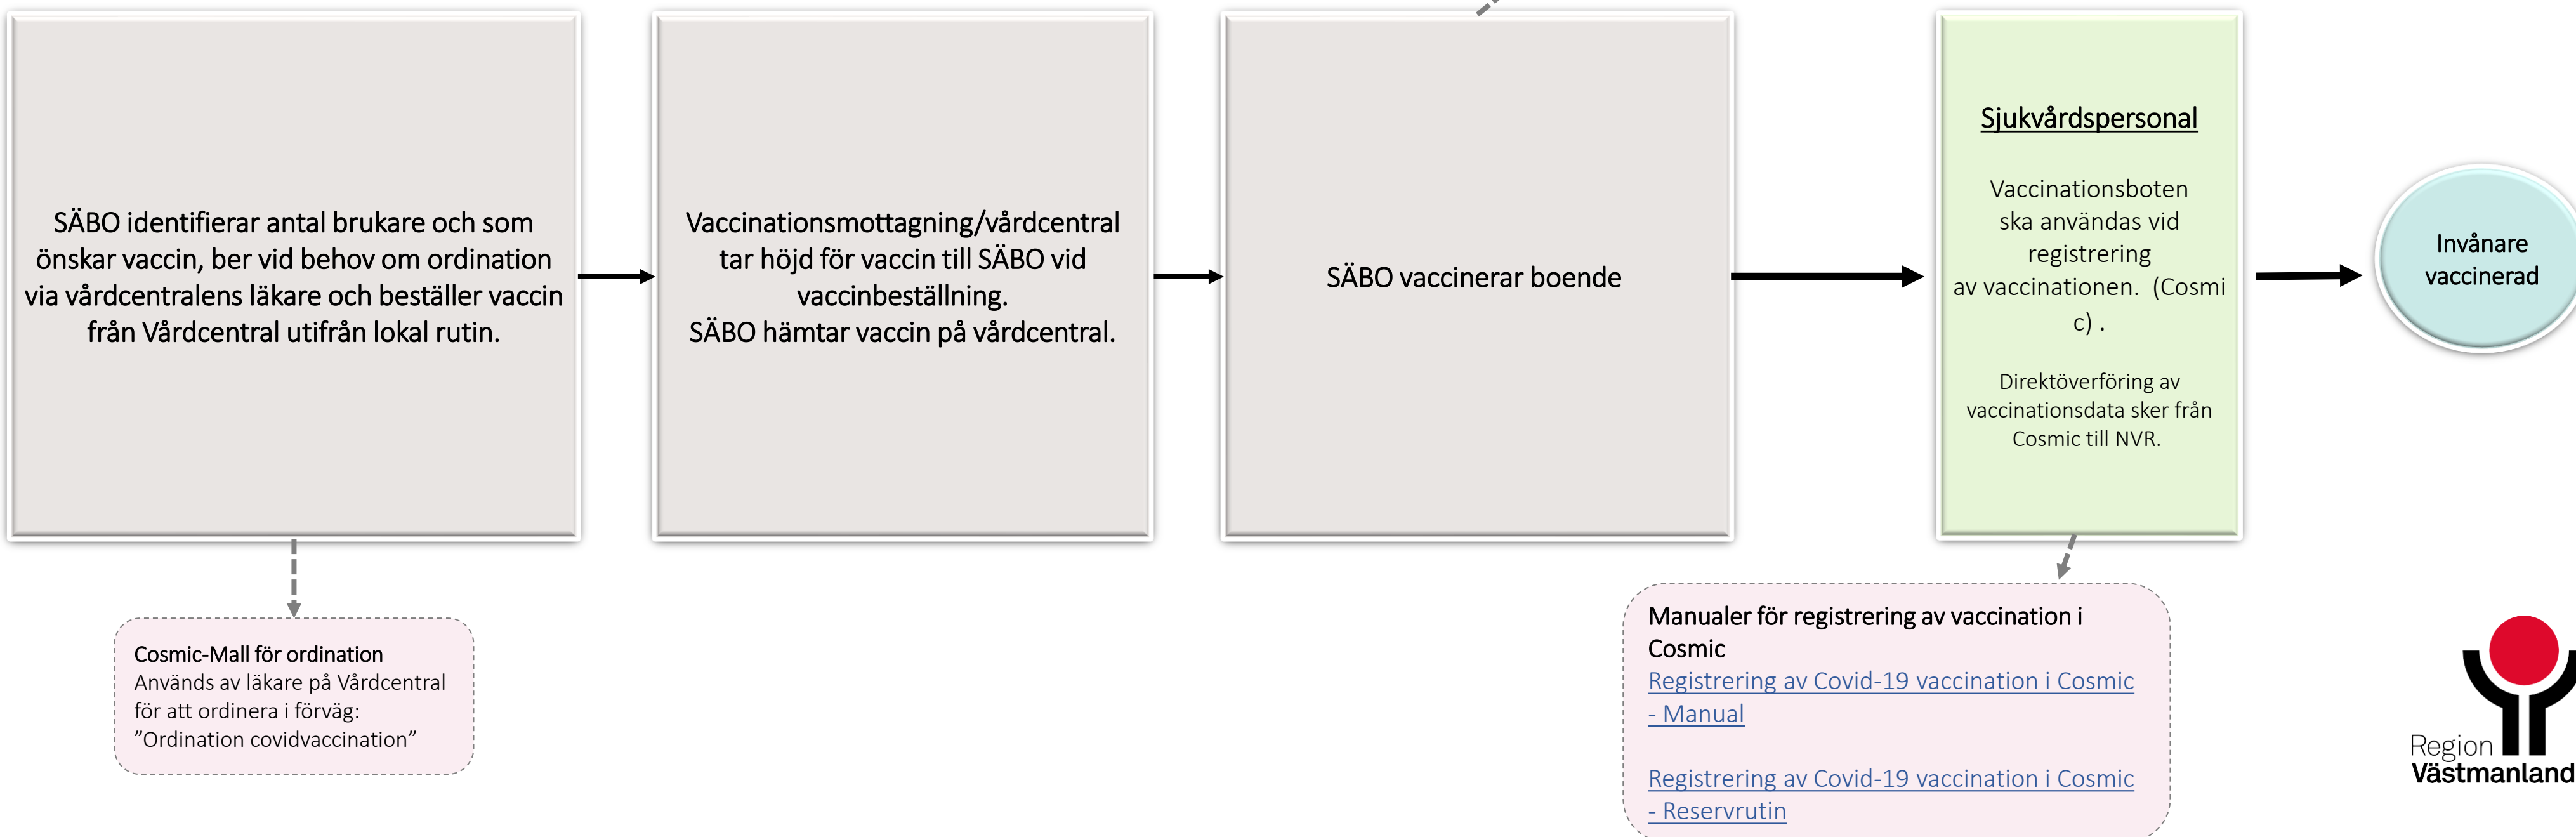 SÄBO identifierar antal brukare och som
önskar vaccin, ber vid behov om ordination
via vårdcentralens läkare och beställer vaccin
från Vårdcentral utifrån lokal rutin.
Vaccinationsmottagning/vårdcentral
tar höjd för vaccin till SÄBO vid
vaccinbeställning.
SÄBO hämtar vaccin på vårdcentral.
SÄBO vaccinerar boende
Sjukvårdspersonal
Vaccinationsboten
ska användas vid
registrering
av vaccinationen.  (Cosmi
c) .
Direktöverföring av
vaccinationsdata sker från
Cosmic till NVR.
Invånare
vaccinerad
Cosmic-Mall för ordination
Används av läkare på Vårdcentral
för att ordinera i förväg:
”Ordination covidvaccination”
Manualer för registrering av vaccination i
Cosmic
Registrering av Covid-19 vaccination i Cosmic
- Manual
Registrering av Covid-19 vaccination i Cosmic
- Reservrutin
Region
Västmanland